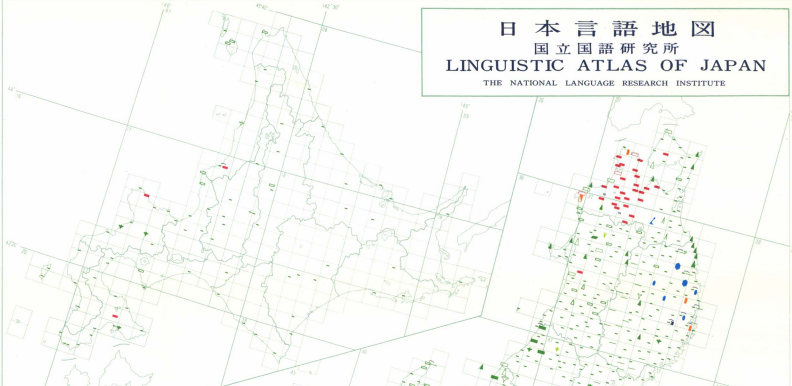 日本言語地図
国立国語研究所
LINGUISTIC ATLAS OF JAPAN
THE NATIONAL LANGUAGE RESEARCH INSTITUTE